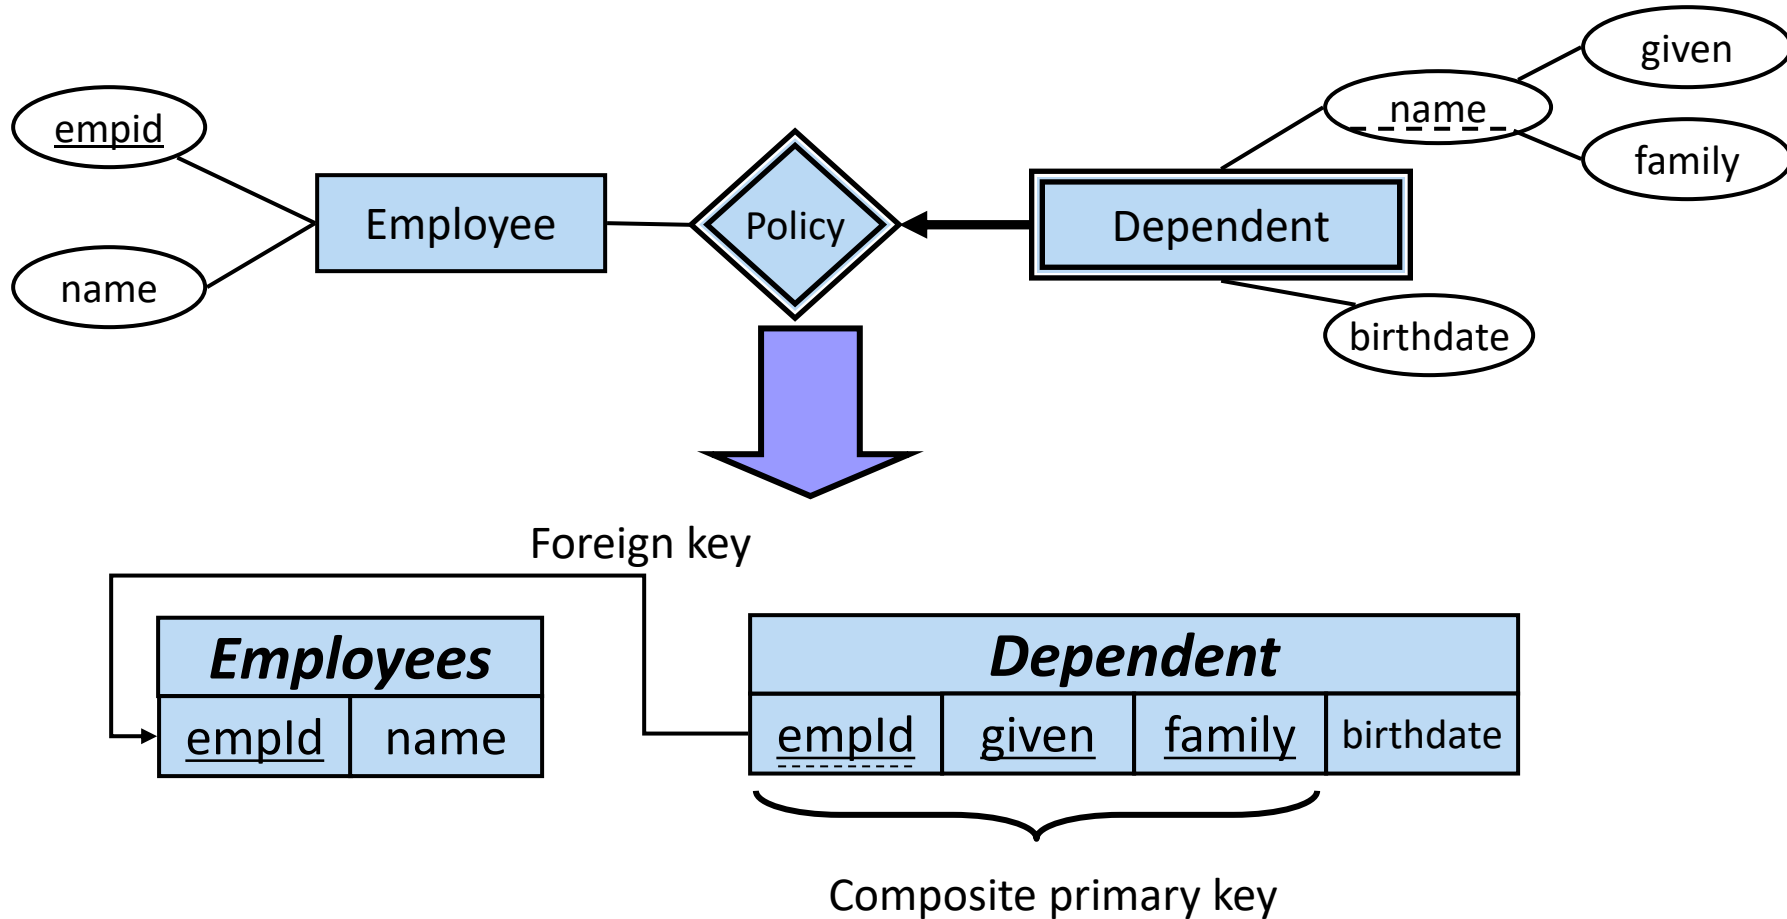 given
name
empid
family
Employee
Policy
Dependent
name
birthdate
Foreign key
Employees
Dependent
empId name
empId given family birthdate
Composite primary key